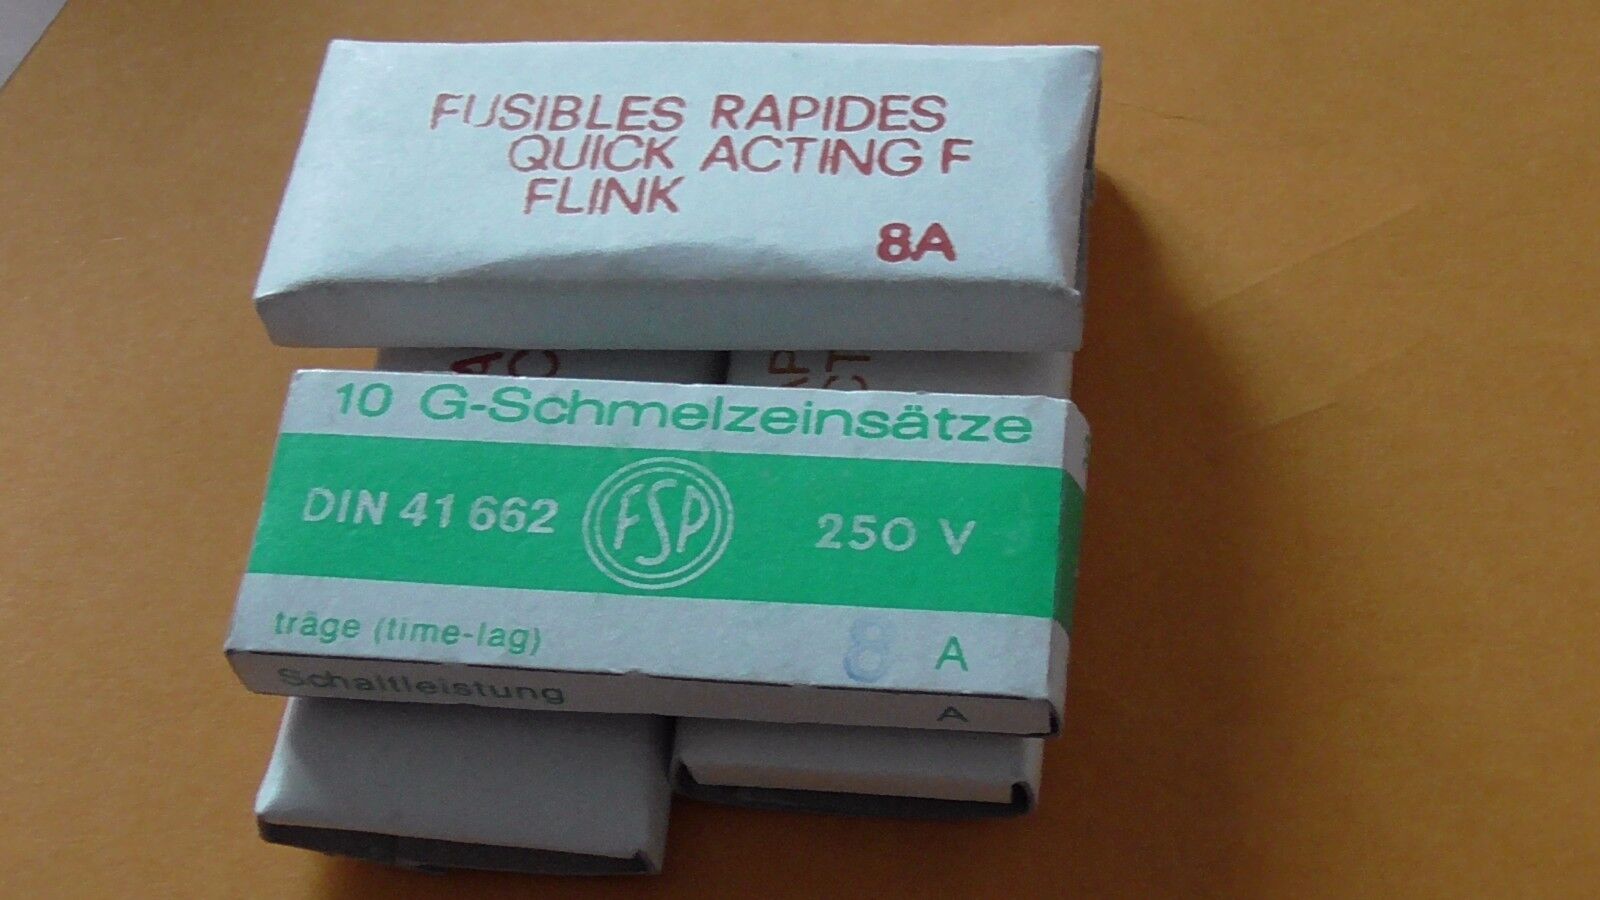 FUSIBLES RAPIDES
QUICK ACTING F
FLINK
8A
10 G-Schmelzeinsätze
DIN 41 662
FSP
250 V
träge (time-lag)
8 A
Schaltleistung
A